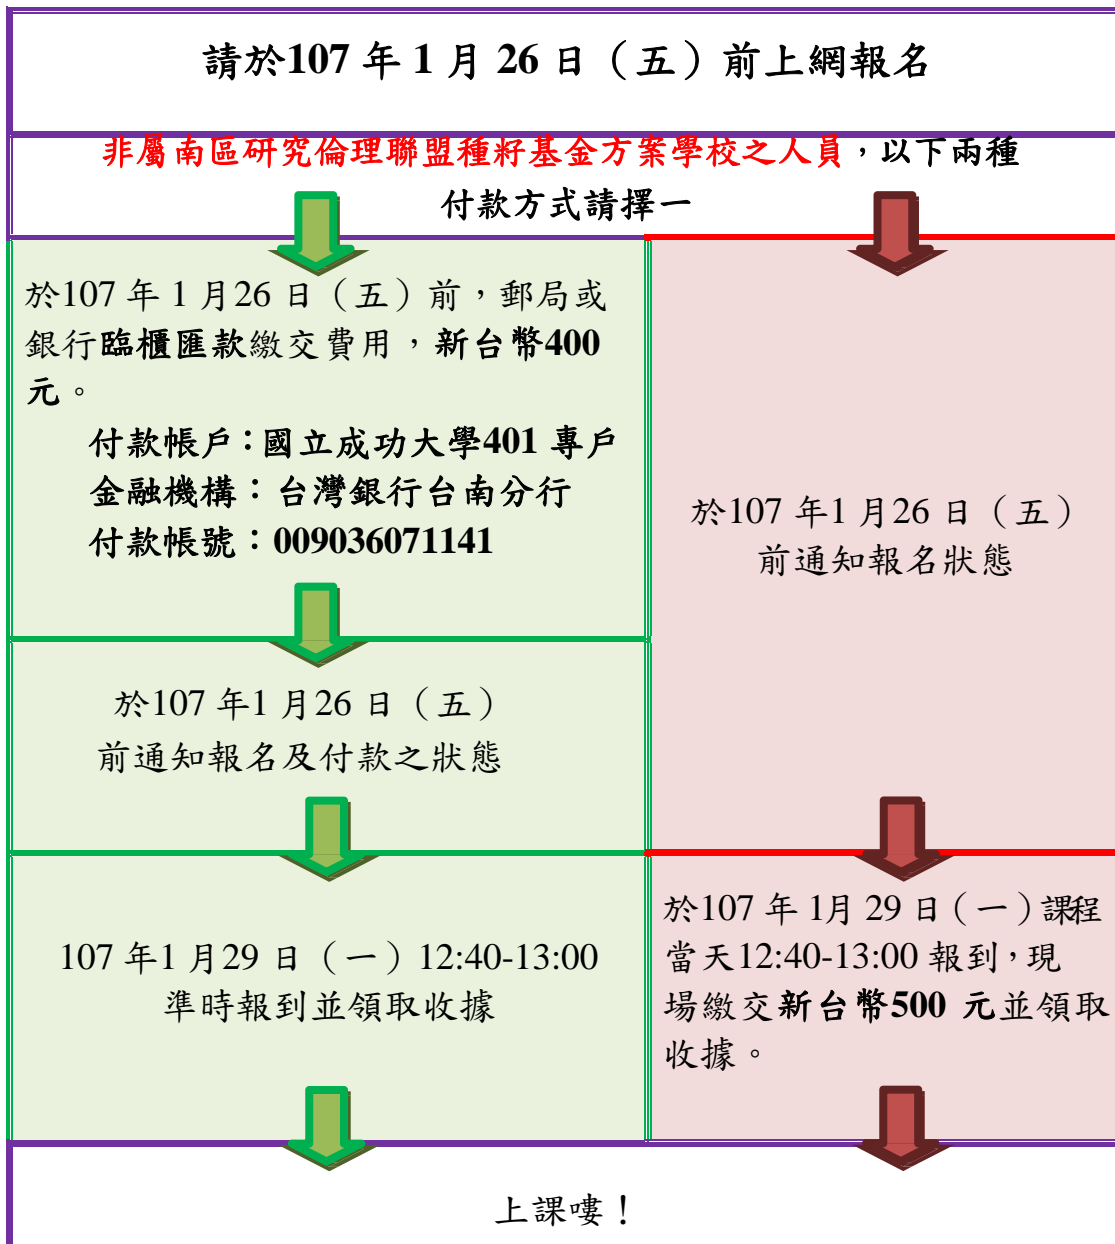 請於107 年 1 月 26 日（五）前上網報名
非屬南區研究倫理聯盟種籽基金方案學校之人員，以下兩種
付款方式請擇一
於107 年 1 月26 日（五）前，郵局或
銀行臨櫃匯款繳交費用，新台幣400
元。
付款帳戶：國立成功大學401 專戶
金融機構：台灣銀行台南分行
付款帳號：009036071141
於107 年1 月26 日（五）
前通知報名及付款之狀態
107 年1 月29 日（一）12:40-13:00
準時報到並領取收據
於107 年1 月26 日（五）
前通知報名狀態
於107 年 1月 29 日（一）課程
當天12:40-13:00 報到，現
場繳交新台幣500 元並領取
收據。
上課嘍！